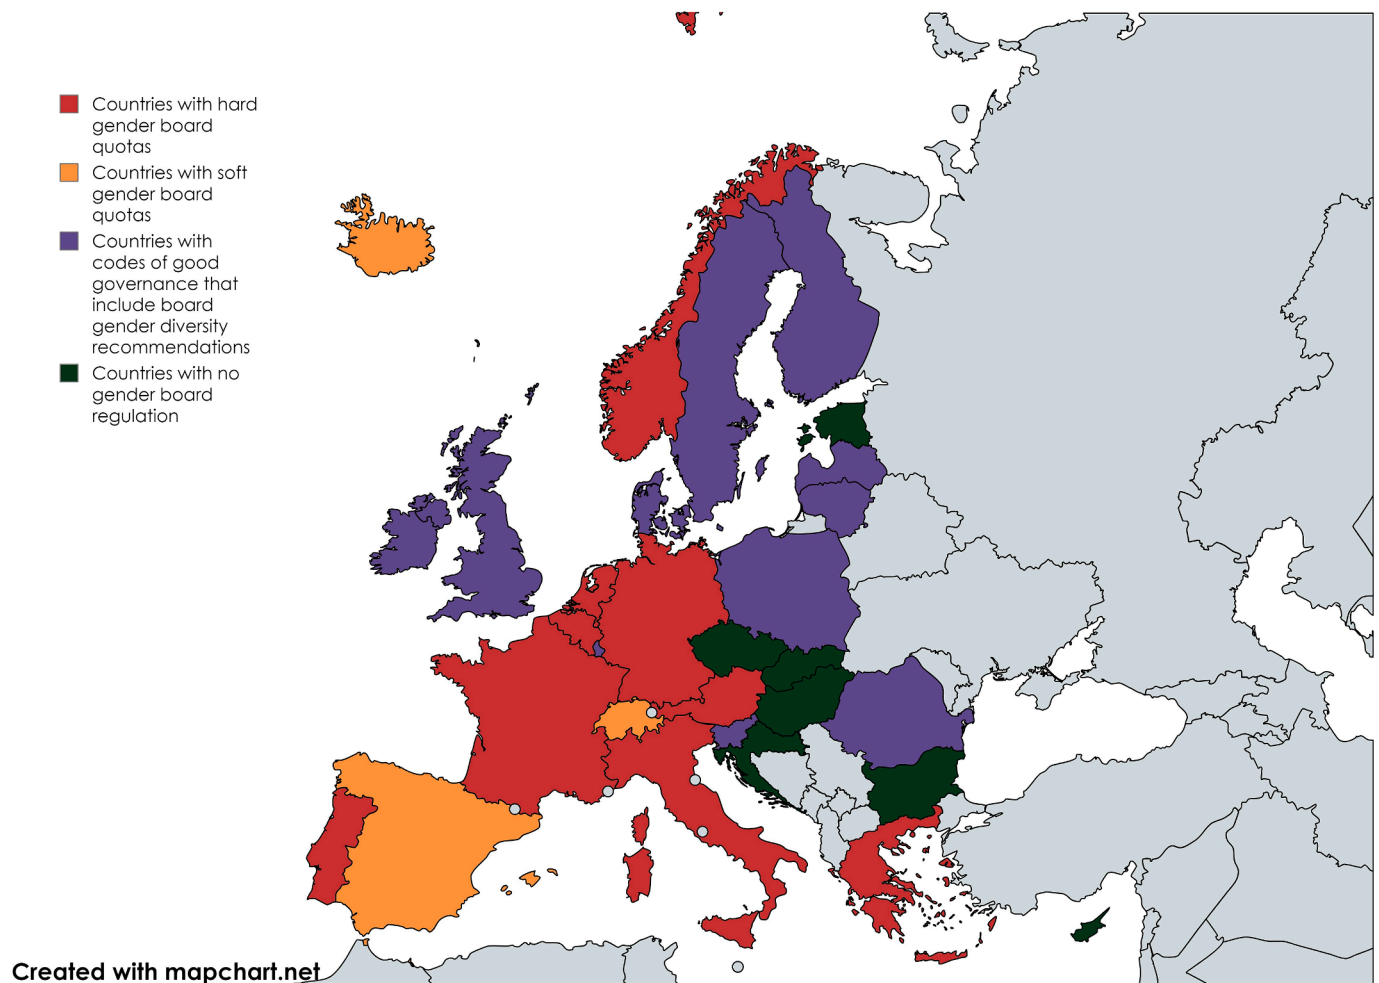 Countries with hard
gender board
quotas
Countries with soft
gender board
quotas
Countries with
codes of good
governance that
include board
gender diversity
recommendations
Countries with no
gender board
regulation
Created with mapchart.net